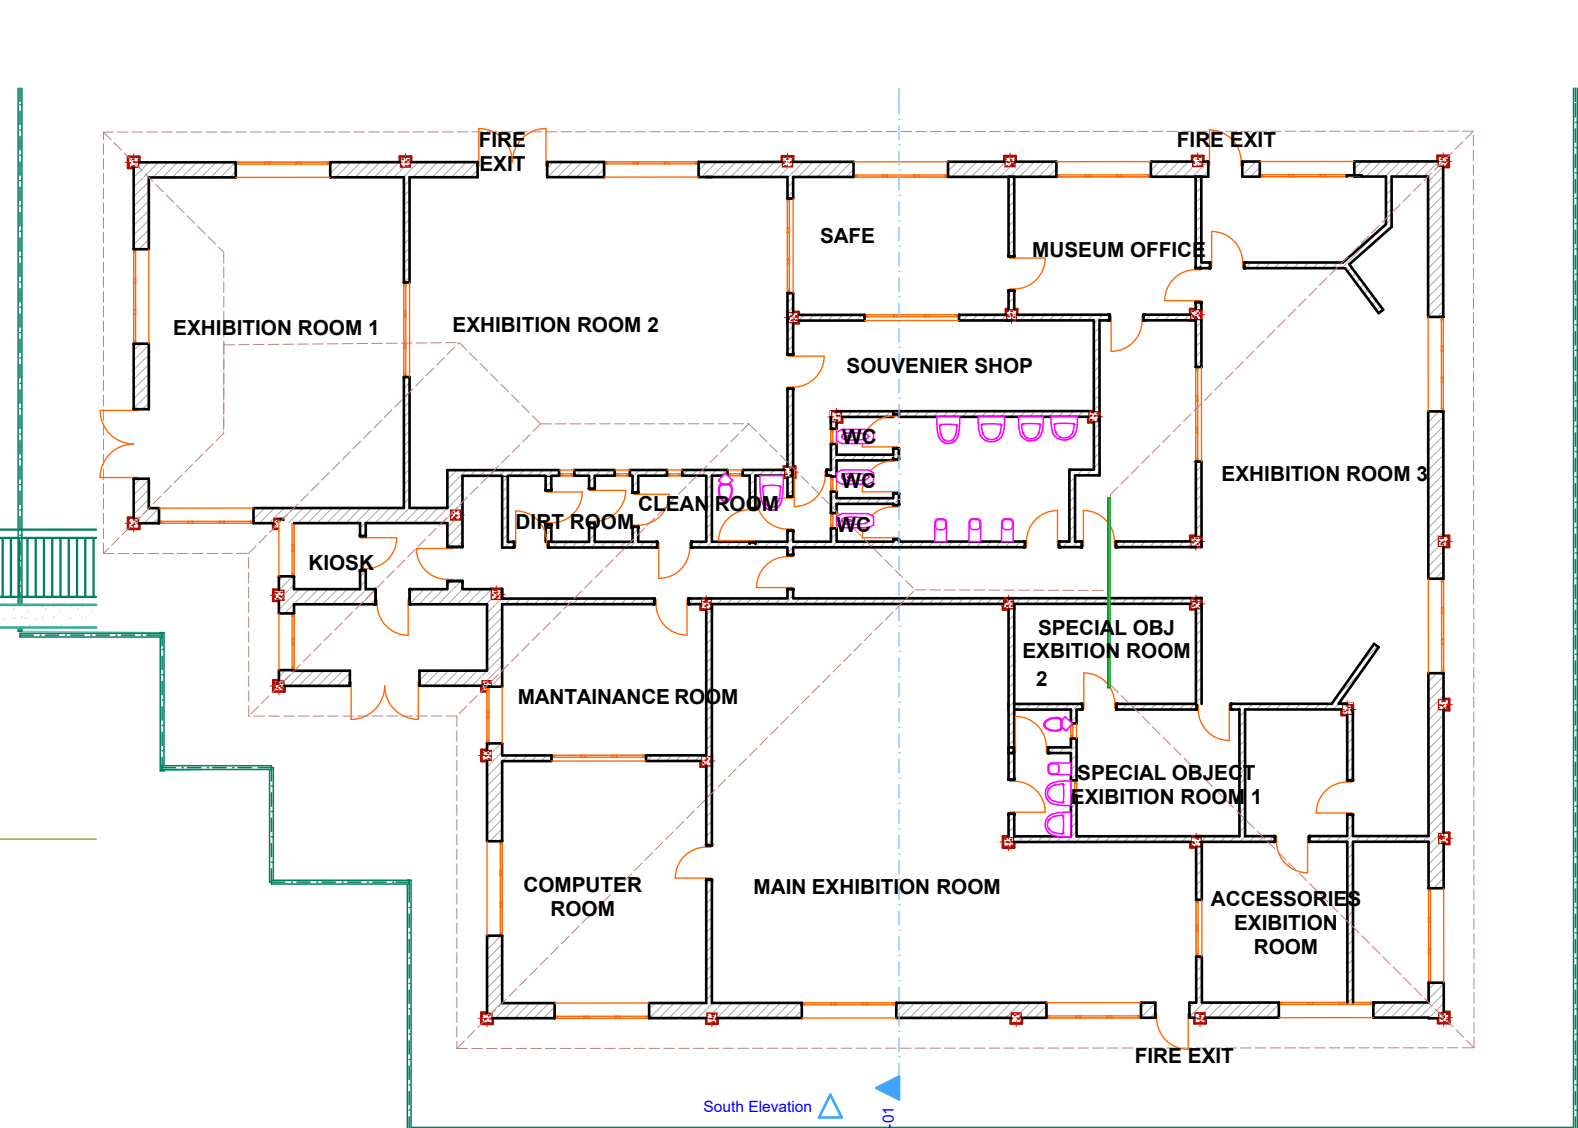 FIRE
EXIT
FIRE EXIT
SAFE
MUSEUM OFFICE
EXHIBITION ROOM 1
EXHIBITION ROOM 2
SOUVENIER SHOP
WC
WC
WC
EXHIBITION ROOM 3
CLEAN ROOM
DIRT ROOM
KIOSK
SPECIAL OBJ
EXBITION ROOM
2
MANTAINANCE ROOM
SPECIAL OBJECT
EXIBITION ROOM 1
COMPUTER
ROOM
MAIN EXHIBITION ROOM
ACCESSORIES
EXIBITION
ROOM
FIRE EXIT
South Elevation
-01